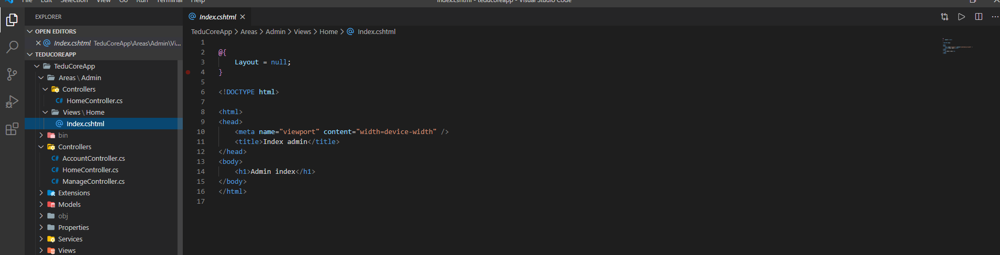 File Edit Selection View Go Run Terminal Help
Index.cshtml - teducoreapp - Visual Studio Code
EXPLORER
OPEN EDITORS
Index.cshtml TeduCoreApp\Areas\Admin\Vi...
TEDUCOREAPP
TeduCoreApp
Areas \ Admin
Controllers
C# HomeController.cs
Views \ Home
Index.cshtml
bin
Controllers
C# AccountController.cs
C# HomeController.cs
C# ManageController.cs
Extensions
Models
obj
Properties
Services
Views
Index.cshtml
TeduCoreApp > Areas > Admin > Views > Home > Index.cshtml
1
2 @{
3     Layout = null;
4 }
5
6 <!DOCTYPE html>
7
8 <html>
9 <head>
10     <meta name="viewport" content="width=device-width" />
11     <title>Index admin</title>
12 </head>
13 <body>
14     <h1>Admin index</h1>
15 </body>
16 </html>
17